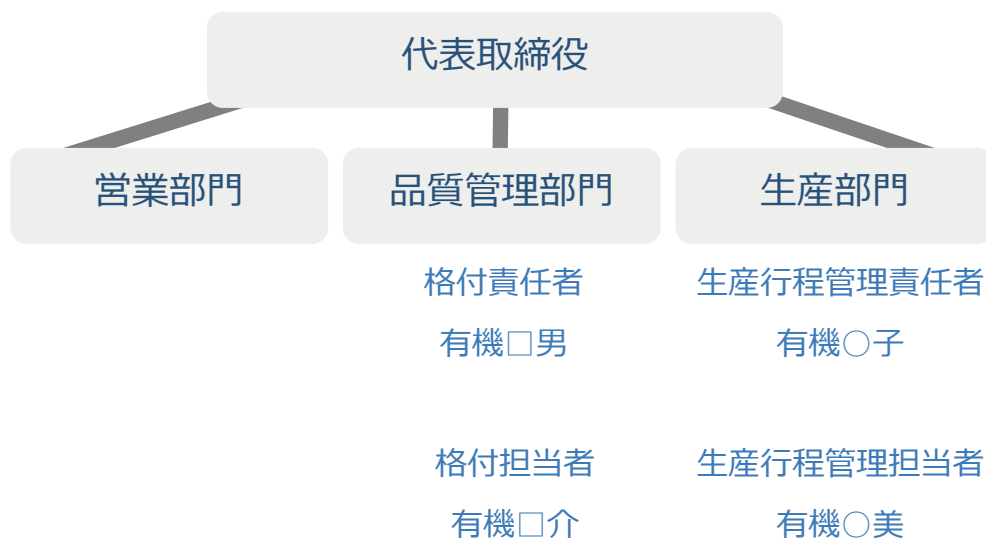 代表取締役
営業部門
品質管理部門
生産部門
格付責任者
有機□男
生産行程管理責任者
有機○子
格付担当者
有機□介
生産行程管理担当者
有機○美